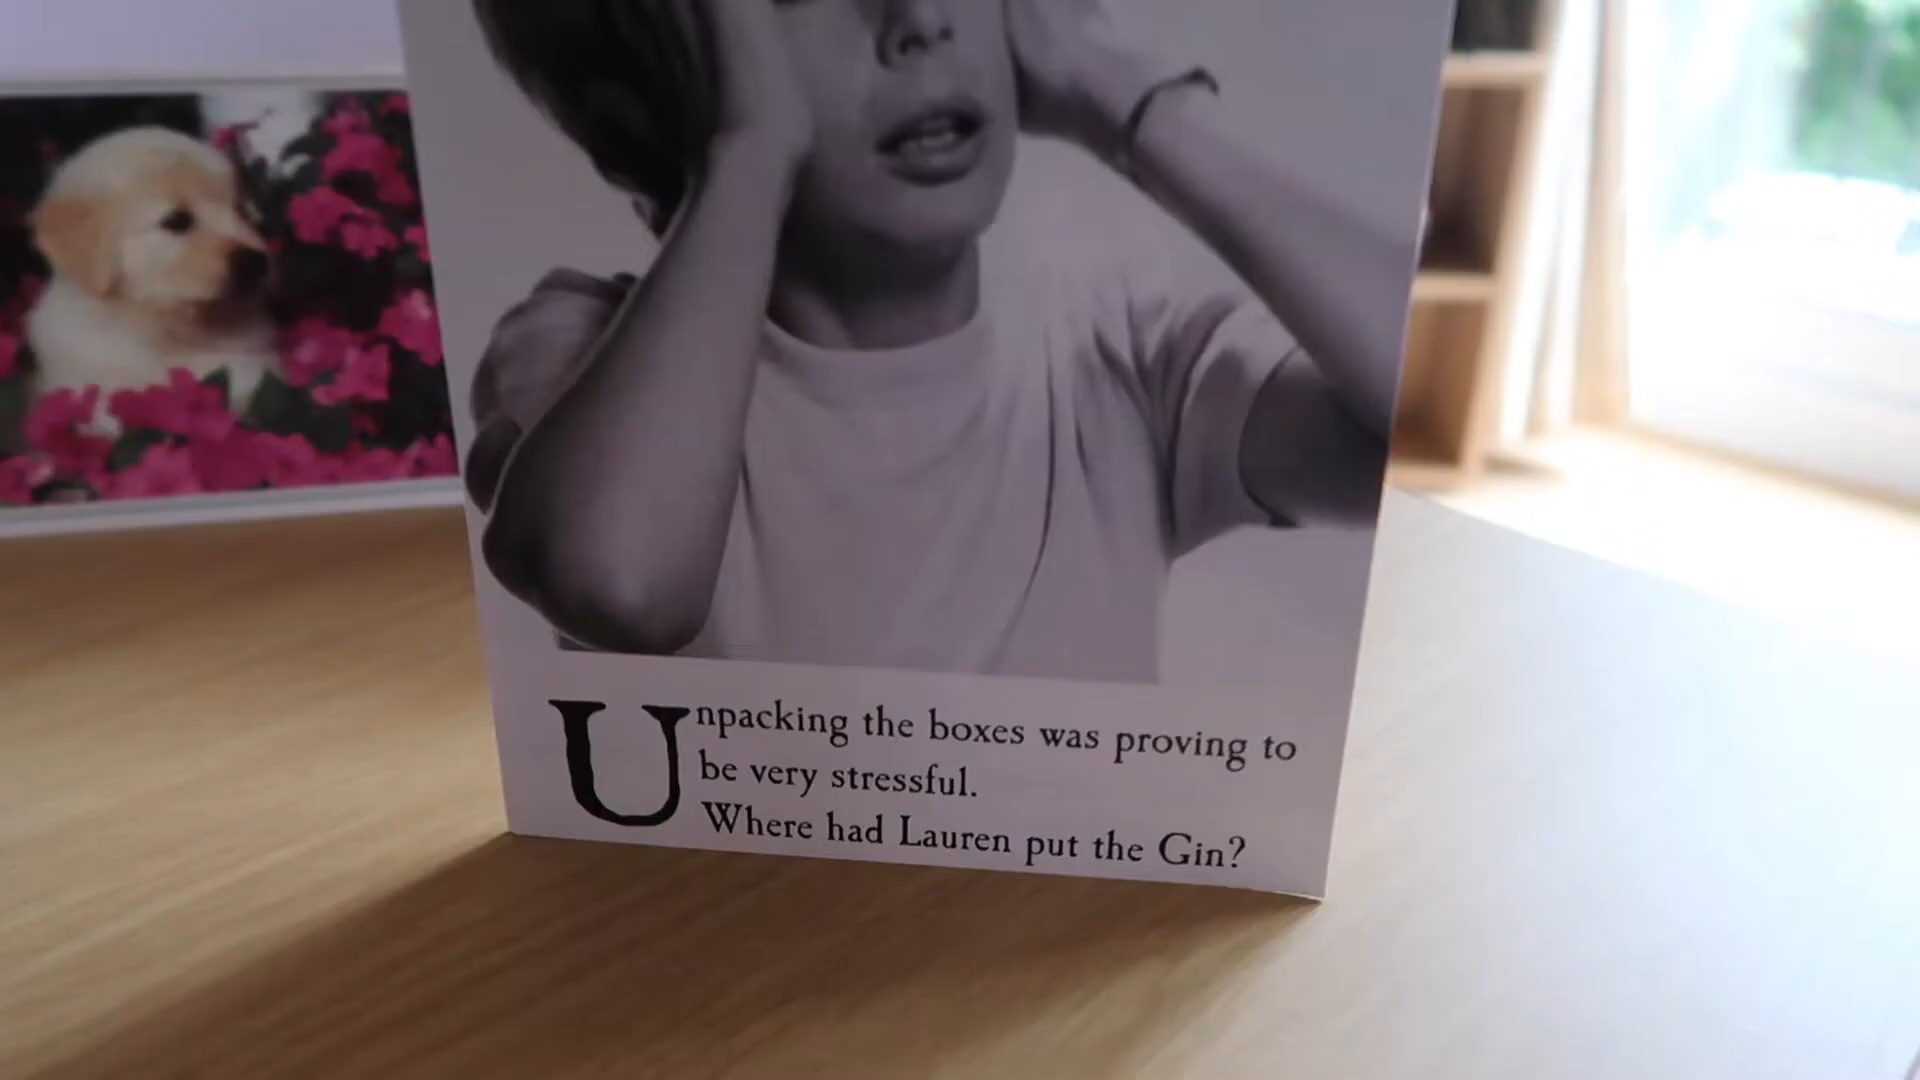 Unpacking the boxes was proving to
be very stressful.
Where had Lauren put the Gin?